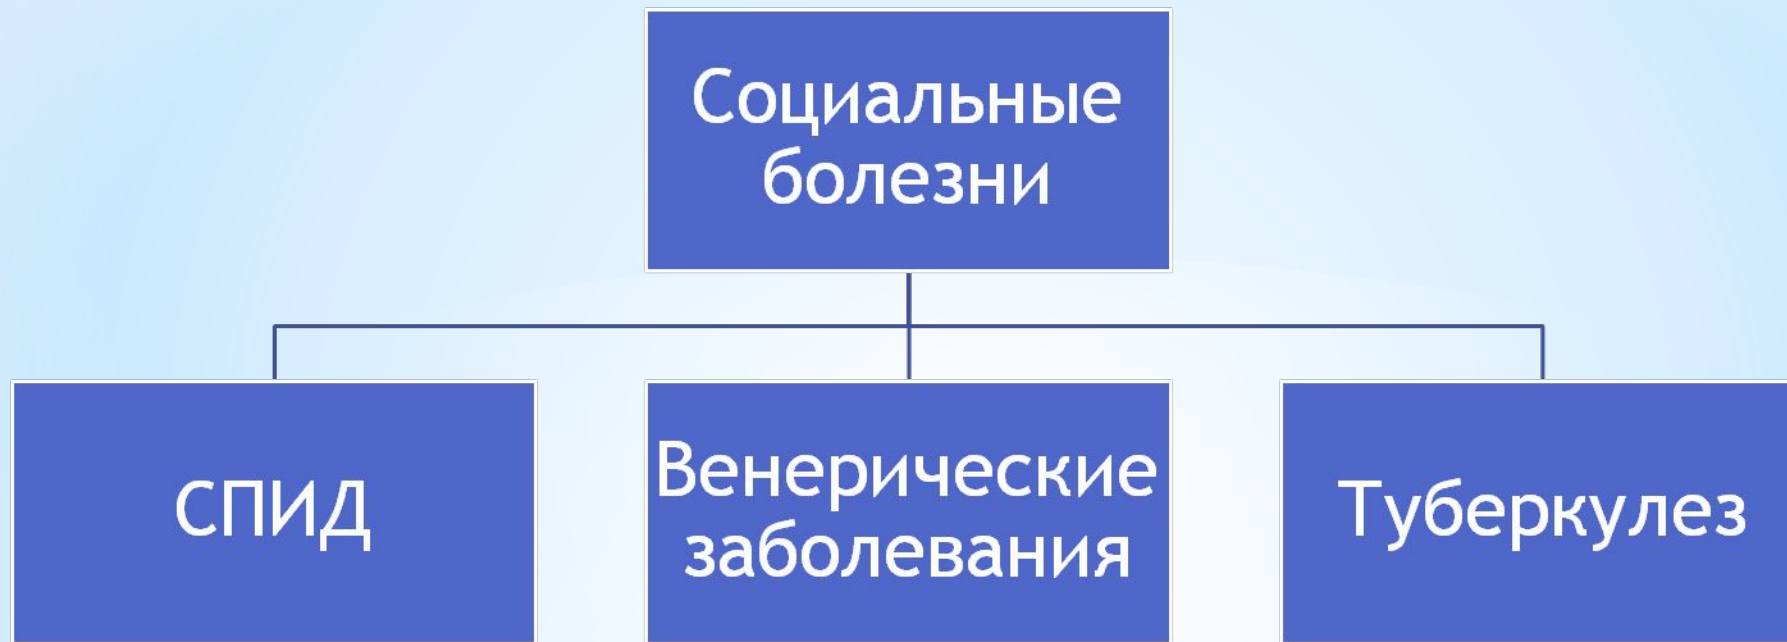 Социальные
болезни
СПИД
Венерические
заболевания
Туберкулез